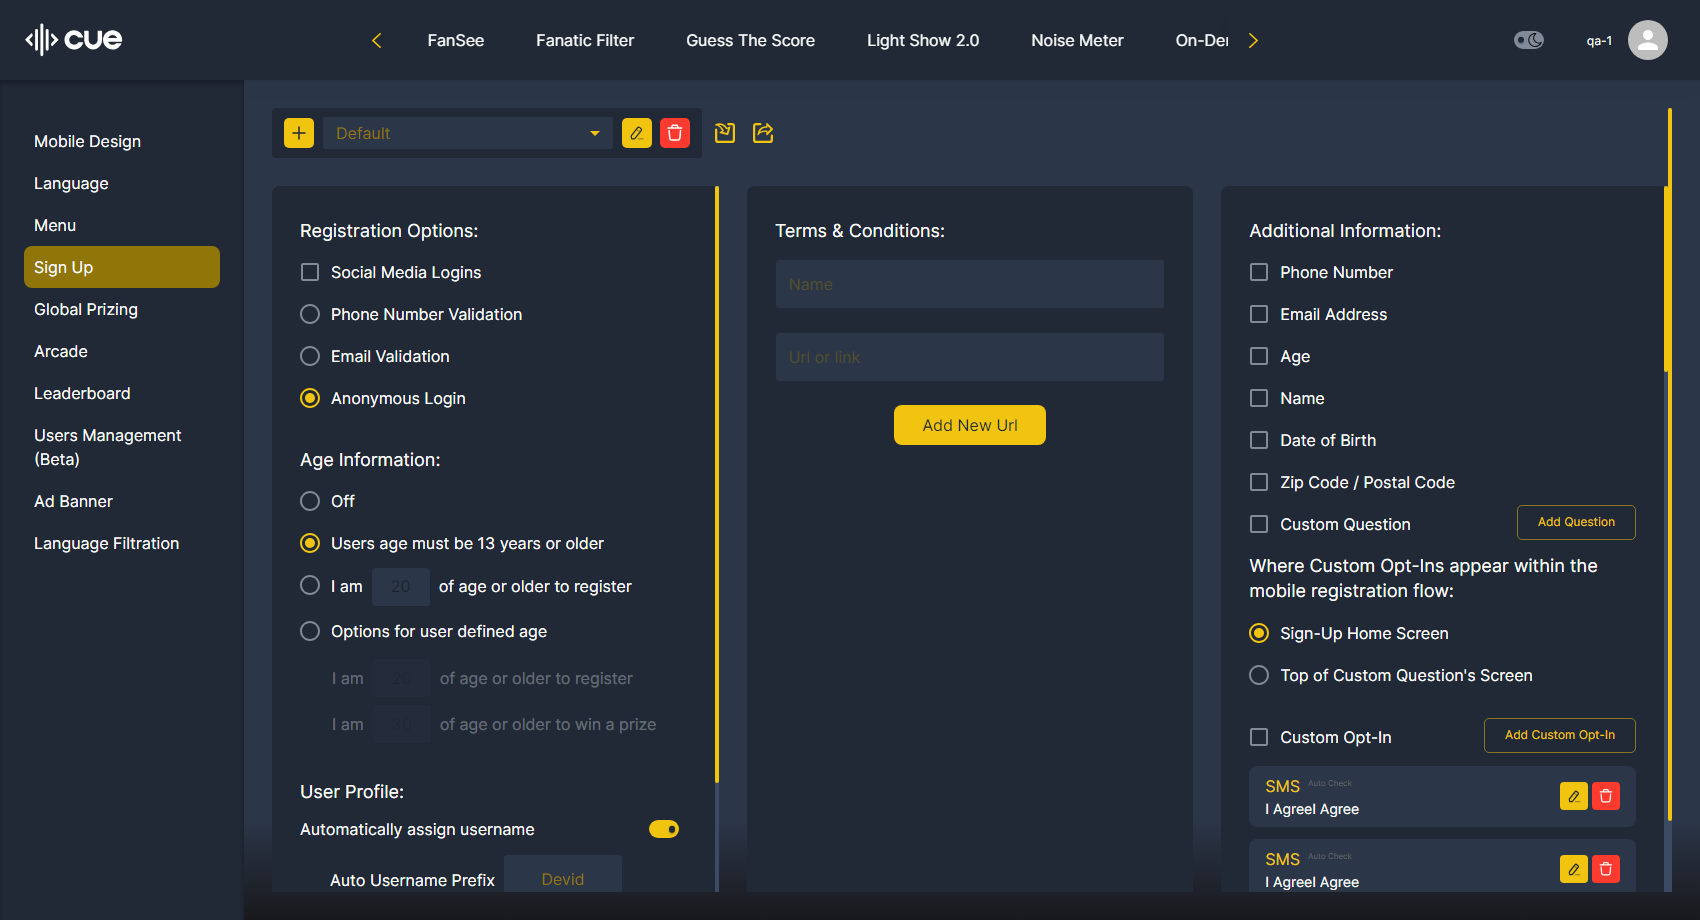 cue
FanSee
Fanatic Filter
Guess The Score
Light Show 2.0
Noise Meter
On-Der
qa-1
Mobile Design
Language
Menu
Sign Up
Global Prizing
Arcade
Leaderboard
Users Management
(Beta)
Ad Banner
Language Filtration
Default
Registration Options:
Social Media Logins
Phone Number Validation
Email Validation
Anonymous Login
Age Information:
Off
Users age must be 13 years or older
I am 20 of age or older to register
Options for user defined age
I am 20 of age or older to register
I am of age or older to win a prize
User Profile:
Automatically assign username
Auto Username Prefix Devid
Terms & Conditions:
Name
Url or link
Add New Url
Additional Information:
Phone Number
Email Address
Age
Name
Date of Birth
Zip Code / Postal Code
Custom Question
Add Question
Where Custom Opt-Ins appear within the
mobile registration flow:
Sign-Up Home Screen
Top of Custom Question's Screen
Custom Opt-In
Add Custom Opt-In
SMS Auto Check
I AgreeI Agree
SMS Auto Check
I AgreeI Agree